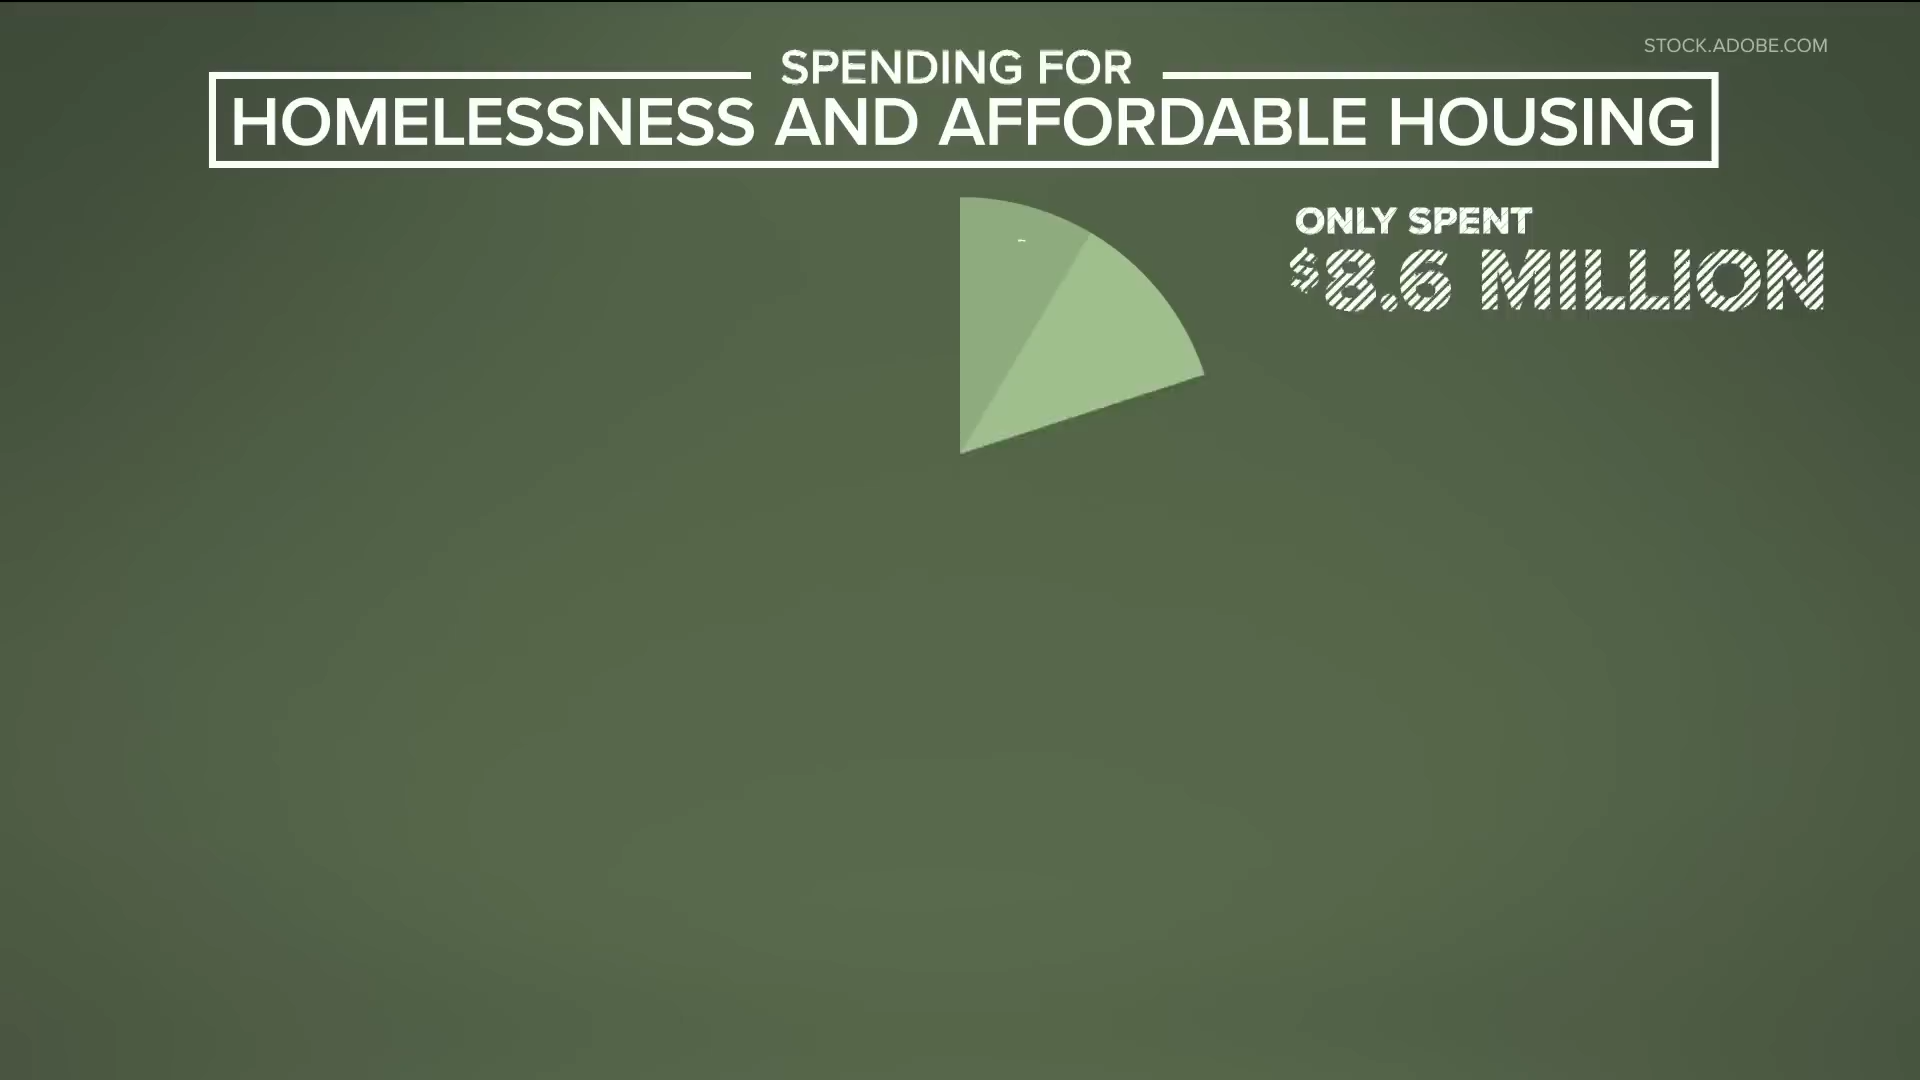 STOCK.ADOBE.COM
SPENDING FOR
HOMELESSNESS AND AFFORDABLE HOUSING
ONLY SPENT
$8.6 MILLION